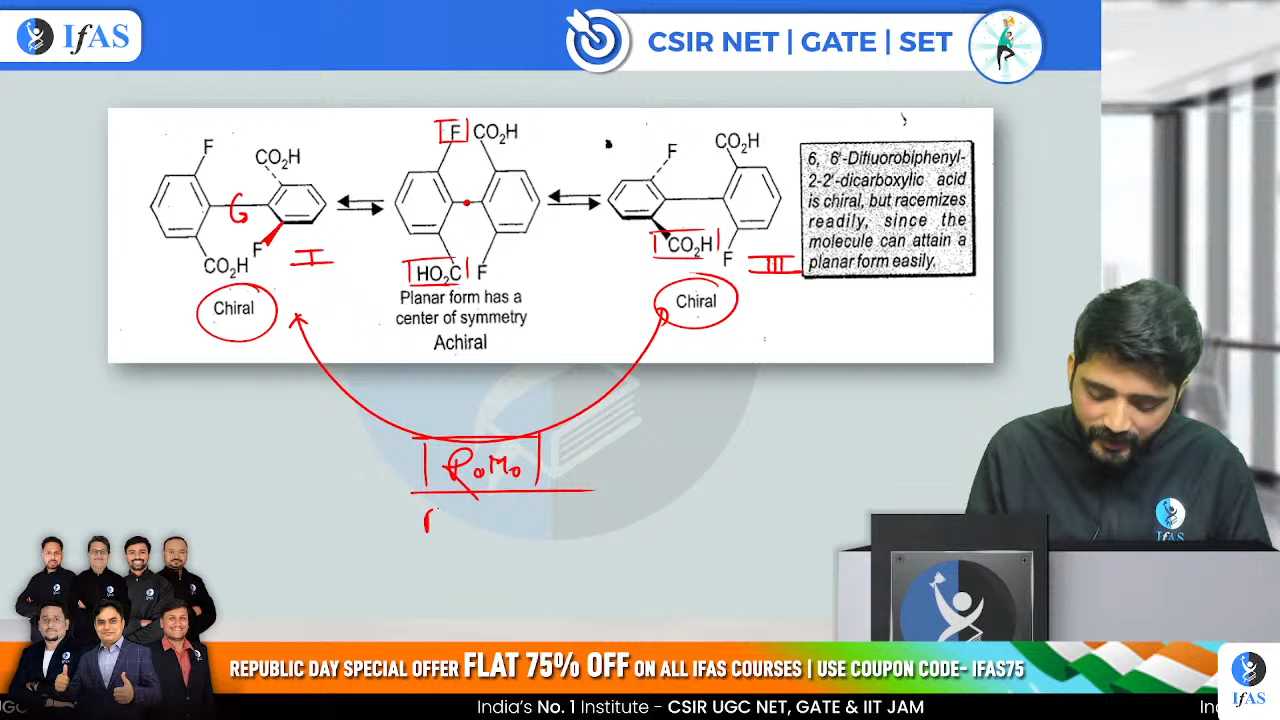 IfAS
CSIR NET | GATE | SET
F
CO₂H
F
CO₂H
I
Chiral
F CO₂H
HO₂C F
Planar form has a
center of symmetry
Achiral
F
CO₂H
CO₂H
F
III
Chiral
6, 6'-Difluorobiphenyl-
2-2'-dicarboxylic acid
is chiral, but racemizes
readily, since the
molecule can attain a
planar form easily.
IfAS
REPUBLIC DAY SPECIAL OFFER FLAT 75% OFF ON ALL IFAS COURSES | USE COUPON CODE- IFAS75
IfAS
India's No. 1 Institute - CSIR UGC NET, GATE & IIT JAM